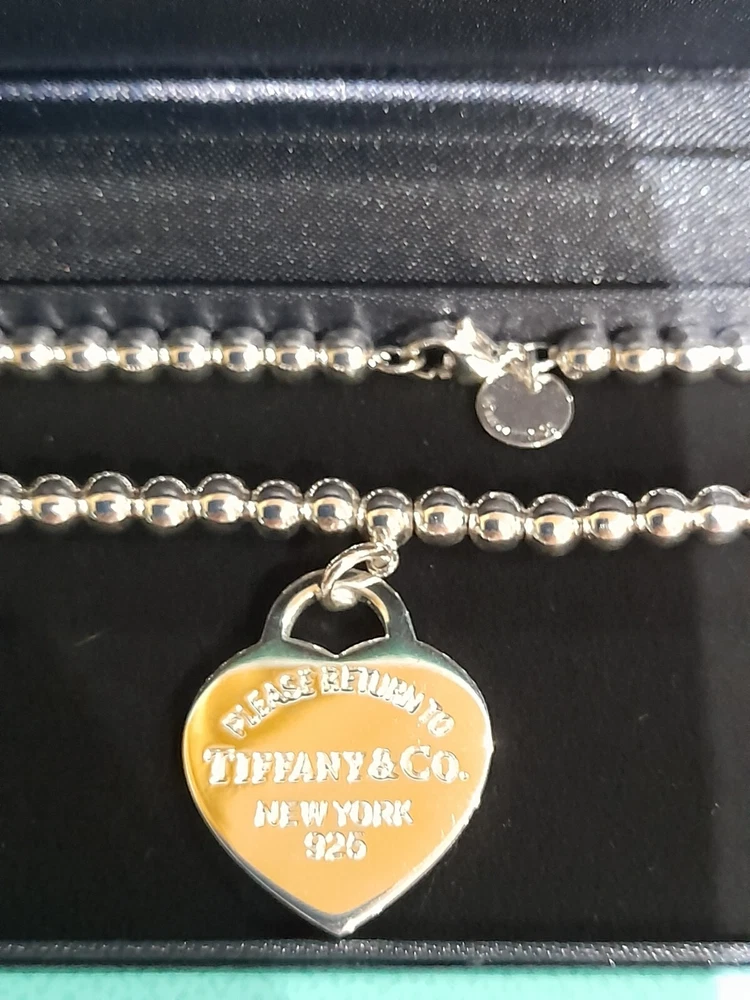 PLEASE RETURN TO
TIFFANY & CO.
NEW YORK
925